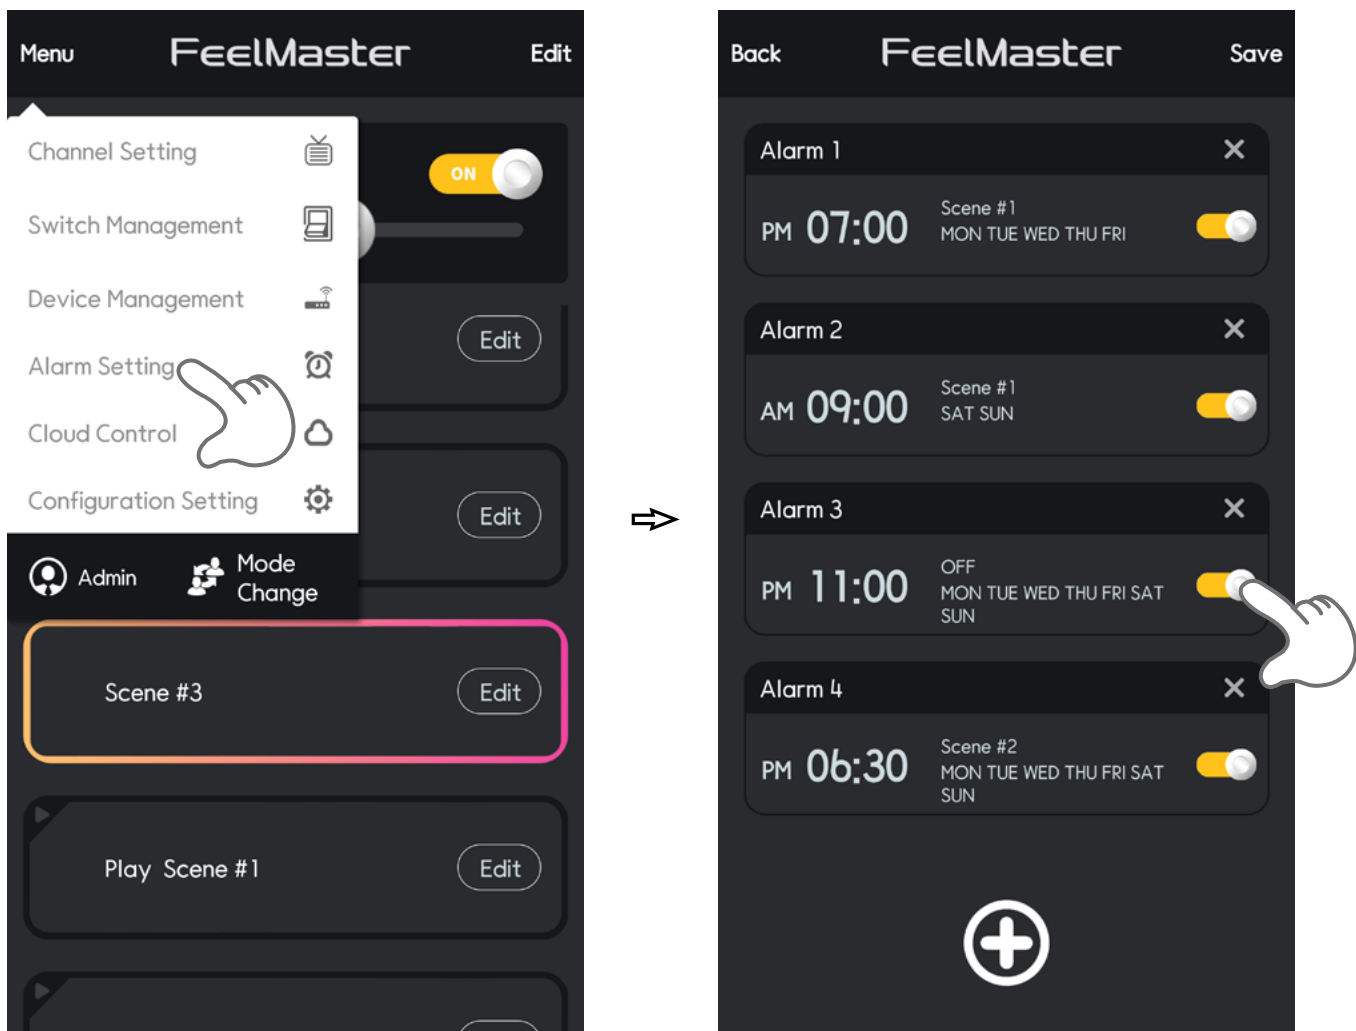 Menu FeelMaster Edit
Channel Setting
Switch Management
Device Management
Alarm Setting
Cloud Control
Configuration Setting
Admin
Mode
Change
ON
Edit
Edit
Scene #3 Edit
Play Scene #1 Edit
Back FeelMaster Save
Alarm 1
PM 07:00
Scene #1
MON TUE WED THU FRI
Alarm 2
AM 09:00
Scene #1
SAT SUN
Alarm 3
PM 11:00
OFF
MON TUE WED THU FRI SAT
SUN
Alarm 4
PM 06:30
Scene #2
MON TUE WED THU FRI SAT
SUN